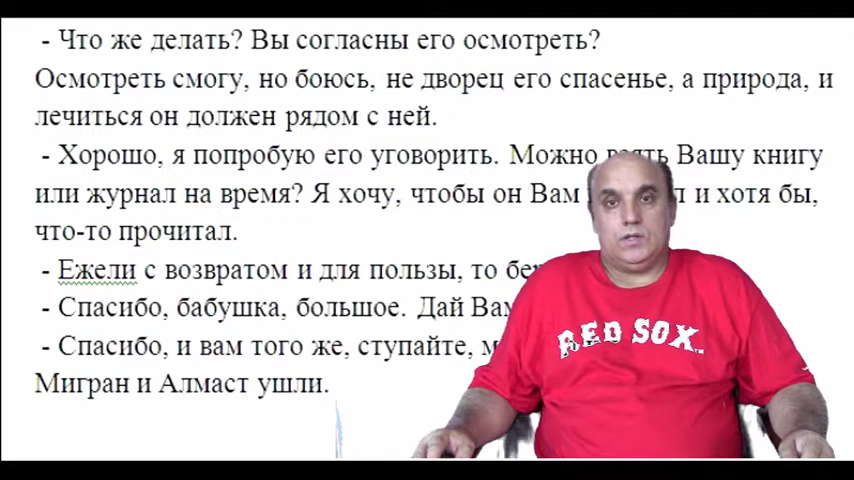 - Что же делать? Вы согласны его осмотреть?
Осмотреть смогу, но боюсь, не дворец его спасенье, а природа, и
лечиться он должен рядом с ней.
- Хорошо, я попробую его уговорить. Можно взять Вашу книгу
или журнал на время? Я хочу, чтобы он Вам и хотя бы,
что-то прочитал.
- Ежели с возвратом и для пользы, то
- Спасибо, бабушка, большое. Дай Вам
- Спасибо, и вам того же, ступайте,
Мигран и Алмаст ушли.
RED SOX